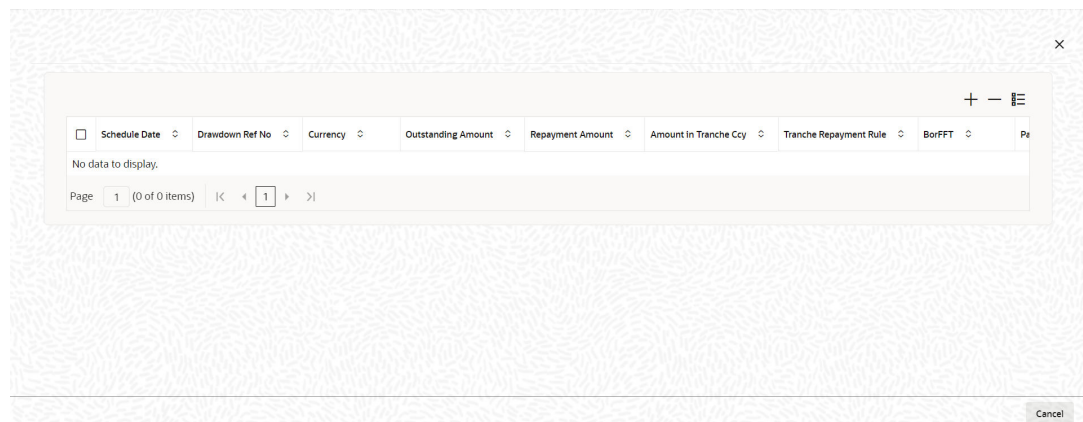 Schedule Date Drawdown Ref No Currency Outstanding Amount Repayment Amount Amount in Tranche Ccy Tranche Repayment Rule BorFFT Pa
No data to display.
Page 1 (0 of 0 items) 1
Cancel